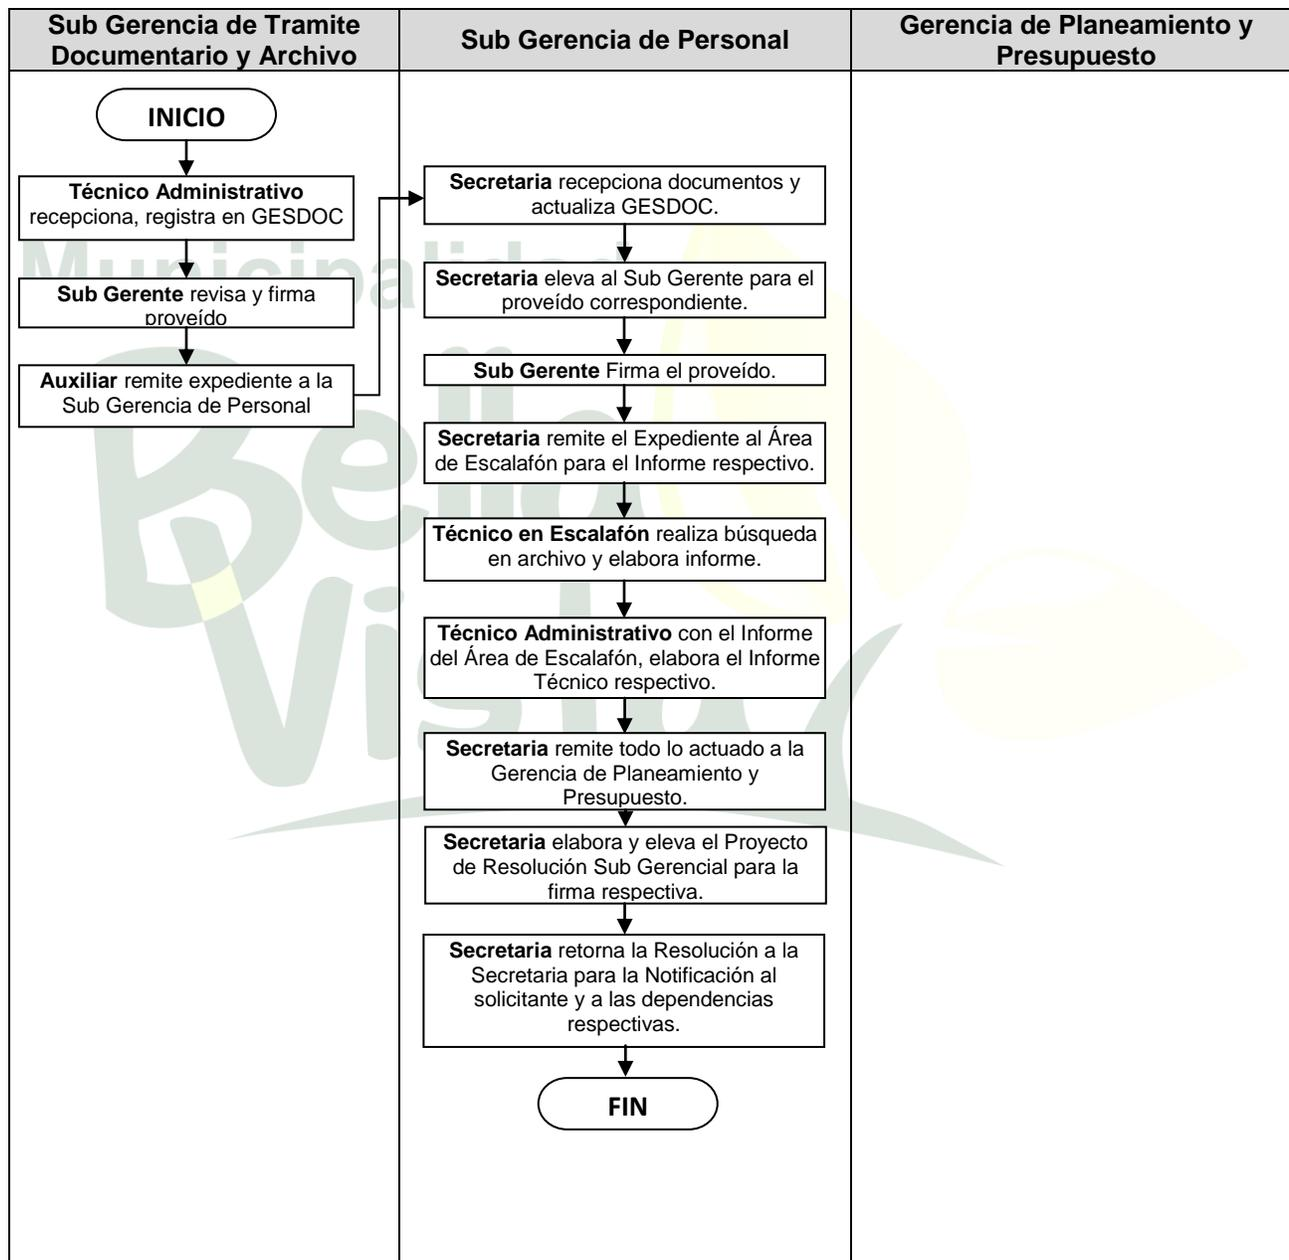 Sub Gerencia de Tramite
Documentario y Archivo
Sub Gerencia de Personal
Gerencia de Planeamiento y
Presupuesto
INICIO
Técnico Administrativo
recepciona, registra en GESDOC
Sub Gerente revisa y firma
proveído
Auxiliar remite expediente a la
Sub Gerencia de Personal
Secretaria recepciona documentos y
actualiza GESDOC.
Secretaria eleva al Sub Gerente para el
proveído correspondiente.
Sub Gerente Firma el proveído.
Secretaria remite el Expediente al Área
de Escalafón para el Informe respectivo.
Técnico en Escalafón realiza búsqueda
en archivo y elabora informe.
Técnico Administrativo con el Informe
del Área de Escalafón, elabora el Informe
Técnico respectivo.
Secretaria remite todo lo actuado a la
Gerencia de Planeamiento y
Presupuesto.
Secretaria elabora y eleva el Proyecto
de Resolución Sub Gerencial para la
firma respectiva.
Secretaria retorna la Resolución a la
Secretaria para la Notificación al
solicitante y a las dependencias
respectivas.
FIN
Municipalidad
Bella
Vista